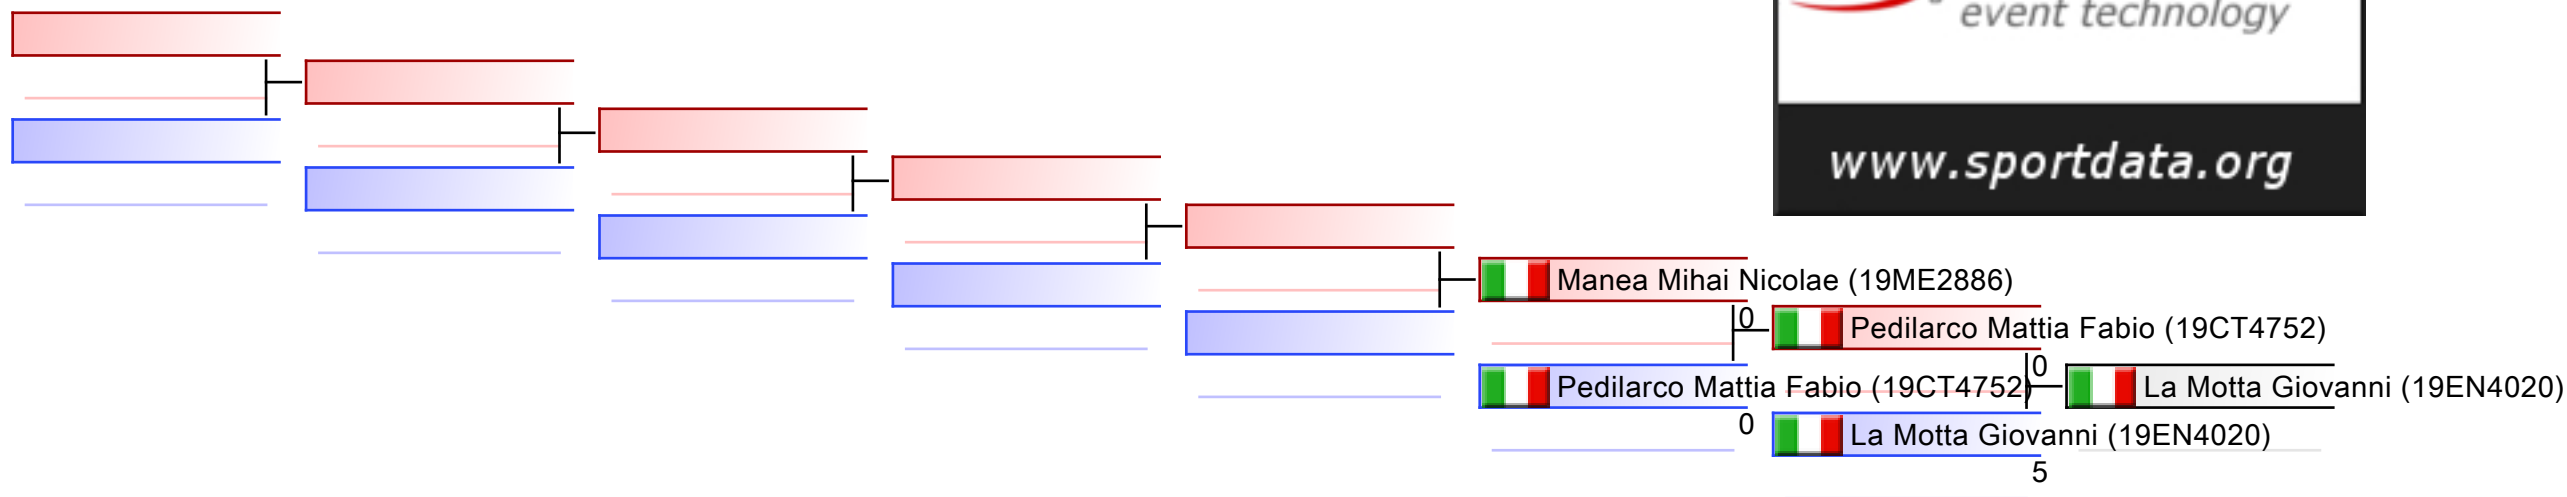 event technology
www.sportdata.org
Manea Mihai Nicolae (19ME2886)
0
Pedilarco Mattia Fabio (19CT4752)
0
Pedilarco Mattia Fabio (19CT4752)
La Motta Giovanni (19EN4020)
0
La Motta Giovanni (19EN4020)
5